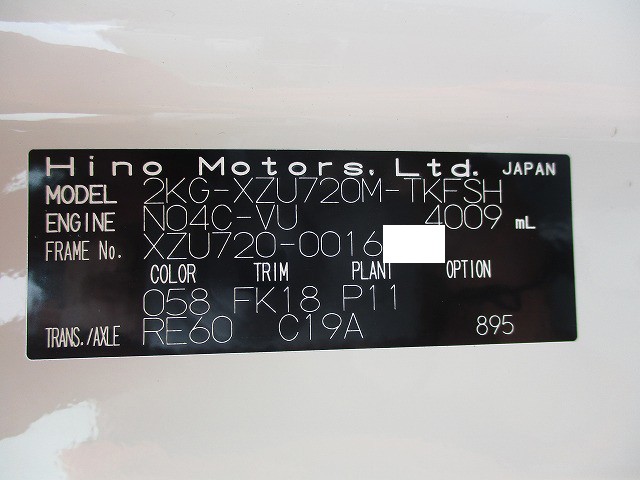 Hino Motors, Ltd. JAPAN
MODEL 2KG-XZU720M-TKFSH
ENGINE N04C-VU 4009 mL
FRAME No. XZU720-0016
COLOR TRIM PLANT OPTION
058 FK18 P11
TRANS./AXLE RE60 C19A 895